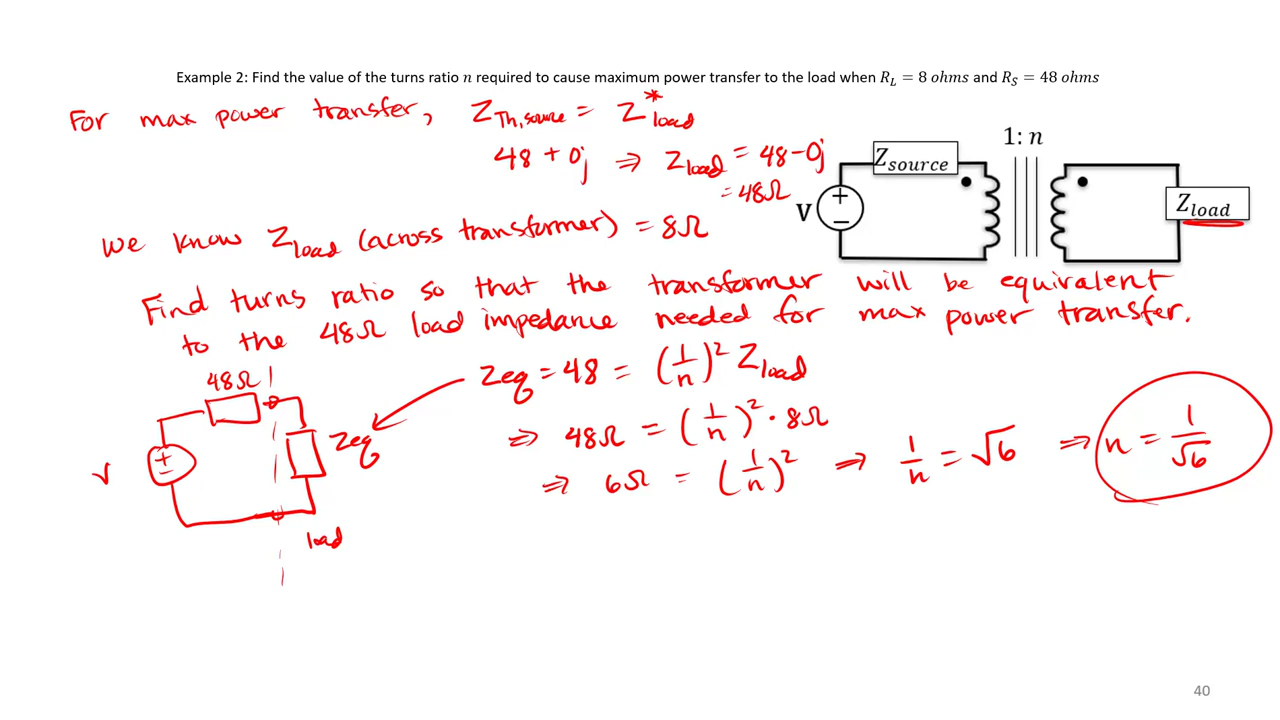 Example 2: Find the value of the turns ratio n required to cause maximum power transfer to the load when R_L = 8 ohms and R_S = 48 ohms
For max power transfer, Z_Th,source = Z*_load
48 + 0j ⇒ Z_load = 48 - 0j
= 48Ω
1: n
Z_source
V
+
−
Z_load
We know Z_load (across transformer) = 8Ω
Find turns ratio so that the transformer will be equivalent
to the 48Ω load impedance needed for max power transfer.
Zeq = 48 = (1/n)² Z_load
48Ω
⇒ 48Ω = (1/n)² · 8Ω
Zeq
V
+
−
⇒ 6Ω = (1/n)² ⇒ 1/n = √6 ⇒ n = 1/√6
load
40